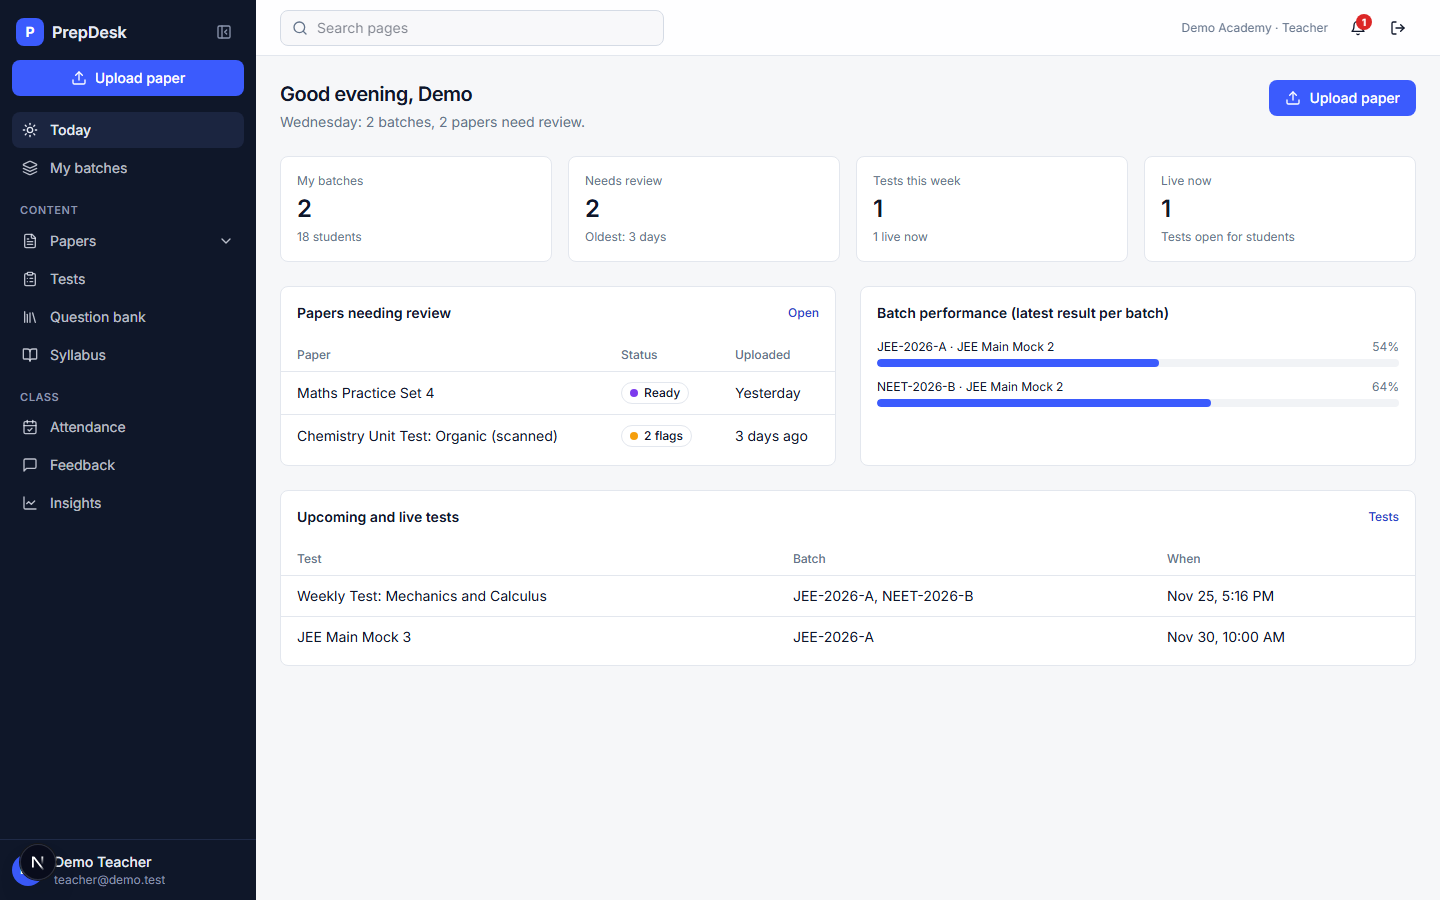 P PrepDesk
Upload paper
Today
My batches
CONTENT
Papers
Tests
Question bank
Syllabus
CLASS
Attendance
Feedback
Insights
N
Demo Teacher
teacher@demo.test
Search pages
Demo Academy · Teacher
1
Good evening, Demo
Wednesday: 2 batches, 2 papers need review.
Upload paper
My batches
2
18 students
Needs review
2
Oldest: 3 days
Tests this week
1
1 live now
Live now
1
Tests open for students
Papers needing review Open
Paper Status Uploaded
Maths Practice Set 4 Ready Yesterday
Chemistry Unit Test: Organic (scanned) 2 flags 3 days ago
Batch performance (latest result per batch)
JEE-2026-A · JEE Main Mock 2 54%
NEET-2026-B · JEE Main Mock 2 64%
Upcoming and live tests Tests
Test Batch When
Weekly Test: Mechanics and Calculus JEE-2026-A, NEET-2026-B Nov 25, 5:16 PM
JEE Main Mock 3 JEE-2026-A Nov 30, 10:00 AM